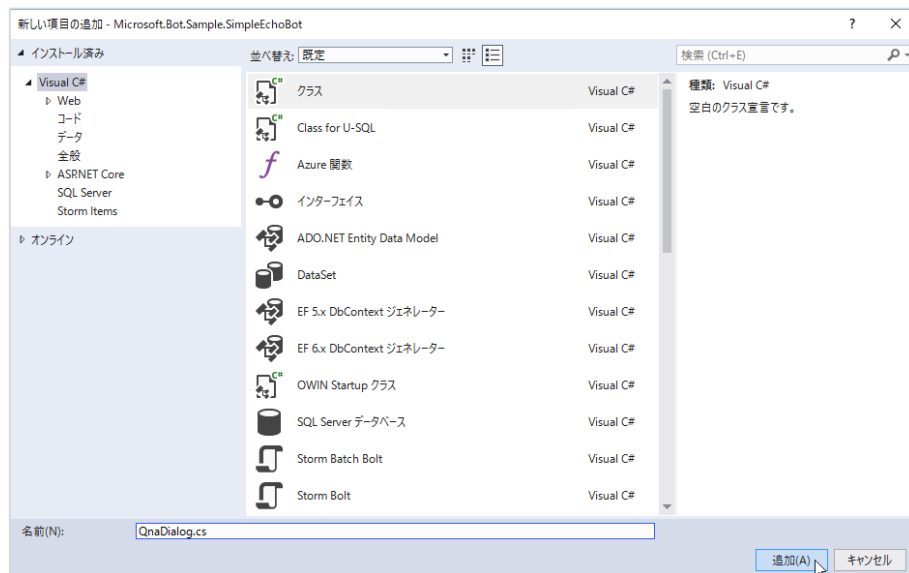 新しい項目の追加 - Microsoft.Bot.Sample.SimpleEchoBot
? ×
インストール済み
並べ替え: 既定
検索 (Ctrl+E)
Visual C#
Web
コード
データ
全般
ASP.NET Core
SQL Server
Storm Items
オンライン
クラス Visual C#
Class for U-SQL Visual C#
Azure 関数 Visual C#
インターフェイス Visual C#
ADO.NET Entity Data Model Visual C#
DataSet Visual C#
EF 5.x DbContext ジェネレーター Visual C#
EF 6.x DbContext ジェネレーター Visual C#
OWIN Startup クラス Visual C#
SQL Server データベース Visual C#
Storm Batch Bolt Visual C#
Storm Bolt Visual C#
種類: Visual C#
空白のクラス宣言です。
名前(N): QnaDialog.cs
追加(A) キャンセル